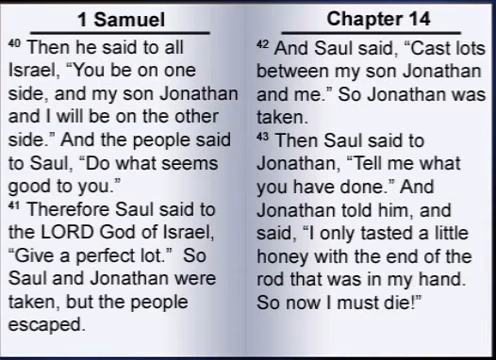 1 Samuel
40 Then he said to all
Israel, “You be on one
side, and my son Jonathan
and I will be on the other
side.” And the people said
to Saul, “Do what seems
good to you.”
41 Therefore Saul said to
the LORD God of Israel,
“Give a perfect lot.” So
Saul and Jonathan were
taken, but the people
escaped.
Chapter 14
42 And Saul said, “Cast lots
between my son Jonathan
and me.” So Jonathan was
taken.
43 Then Saul said to
Jonathan, “Tell me what
you have done.” And
Jonathan told him, and
said, “I only tasted a little
honey with the end of the
rod that was in my hand.
So now I must die!”